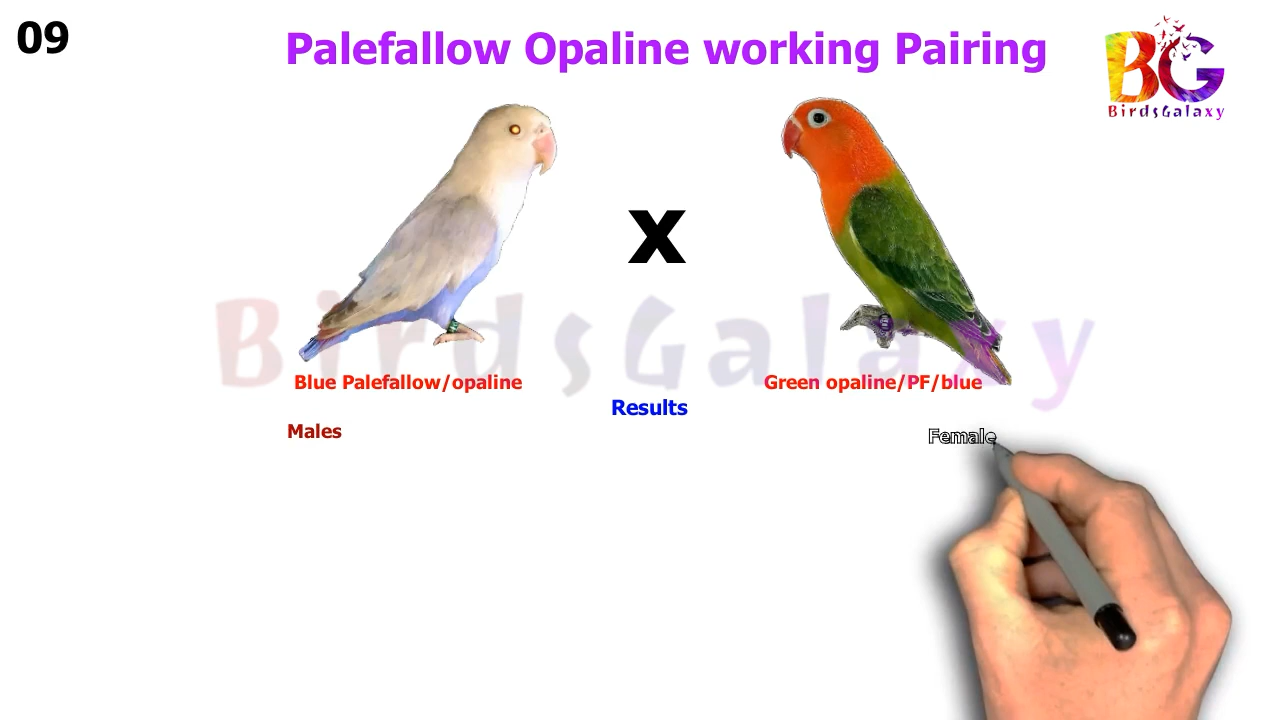 09
Palefallow Opaline working Pairing
BG
BirdsGalaxy
x
BirdsGalaxy
Blue Palefallow/opaline
Green opaline/PF/blue
Results
Males
Female